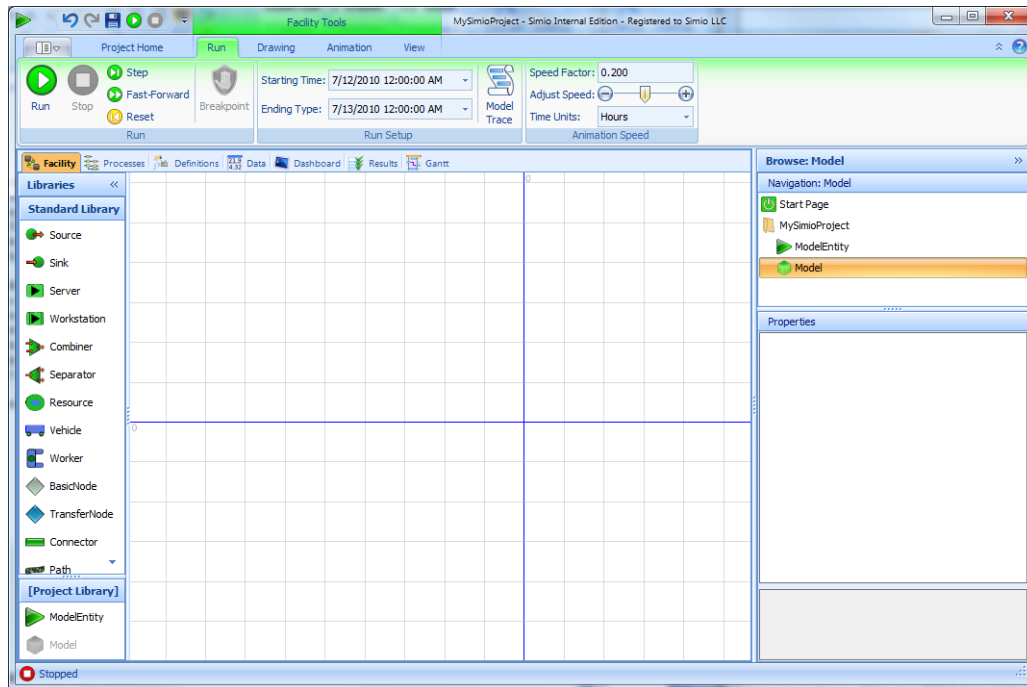 Facility Tools
MySimioProject - Simio Internal Edition - Registered to Simio LLC
Project Home Run Drawing Animation View
Run
Stop
Step
Fast-Forward
Reset
Breakpoint
Run
Starting Time: 7/12/2010 12:00:00 AM
Ending Type: 7/13/2010 12:00:00 AM
Run Setup
Model
Trace
Speed Factor: 0.200
Adjust Speed:
Time Units: Hours
Animation Speed
Facility Processes Definitions Data Dashboard Results Gantt
Libraries «
Standard Library
Source
Sink
Server
Workstation
Combiner
Separator
Resource
Vehicle
Worker
BasicNode
TransferNode
Connector
Path
[Project Library]
ModelEntity
Model
0
0
Browse: Model »
Navigation: Model
Start Page
MySimioProject
ModelEntity
Model
Properties
Stopped